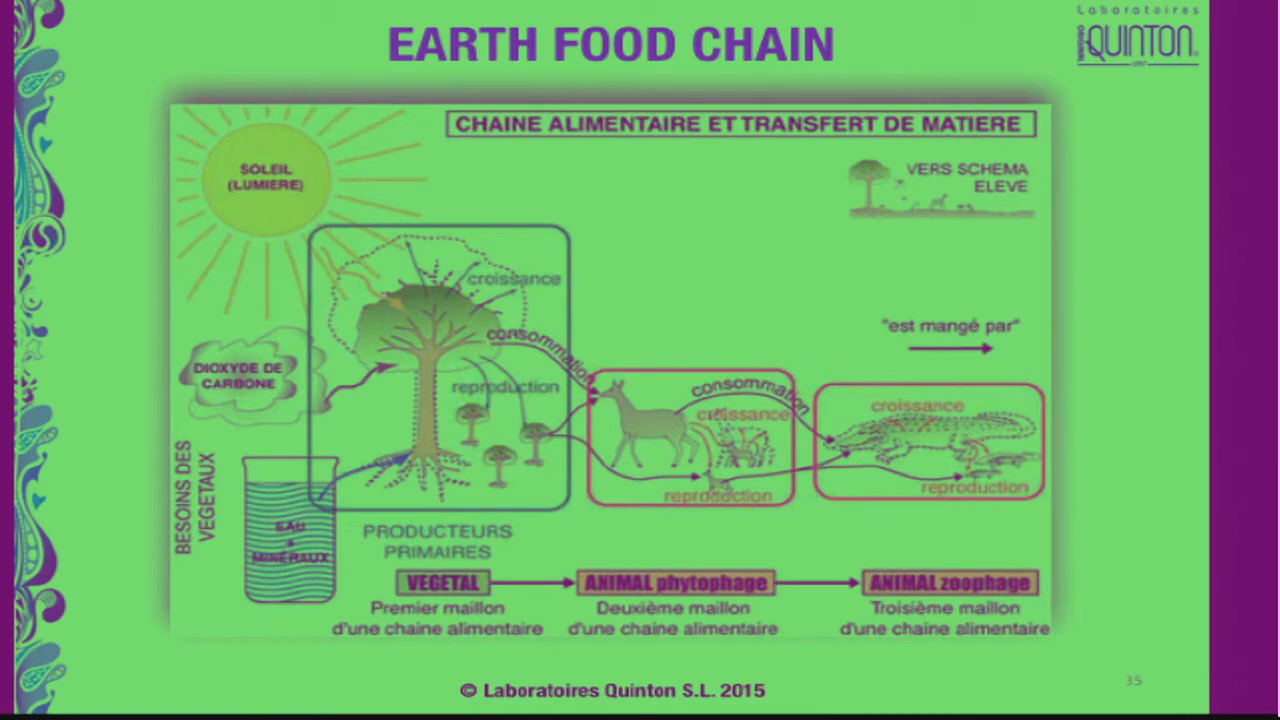 EARTH FOOD CHAIN
Laboratoires
QUINTON
CHAINE ALIMENTAIRE ET TRANSFERT DE MATIERE
SOLEIL
(LUMIERE)
VERS SCHEMA
ELEVE
croissance
"est mangé par"
consommation
DIOXYDE DE
CARBONE
reproduction
consommation
croissance
croissance
reproduction
reproduction
BESOINS DES
VEGETAUX
EAU
+
MINÉRAUX
PRODUCTEURS
PRIMAIRES
VEGETAL
ANIMAL phytophage
ANIMAL zoophage
Premier maillon
d'une chaine alimentaire
Deuxième maillon
d'une chaine alimentaire
Troisième maillon
d'une chaine alimentaire
© Laboratoires Quinton S.L. 2015
35